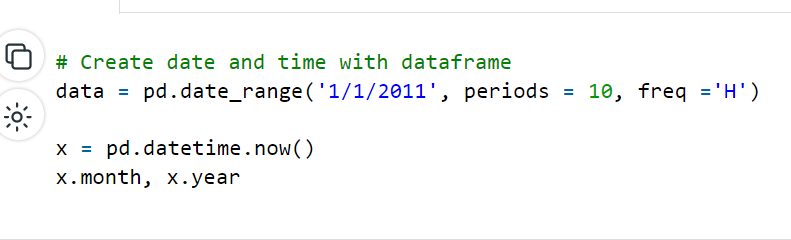 # Create date and time with dataframe
data = pd.date_range('1/1/2011', periods = 10, freq ='H')
x = pd.datetime.now()
x.month, x.year